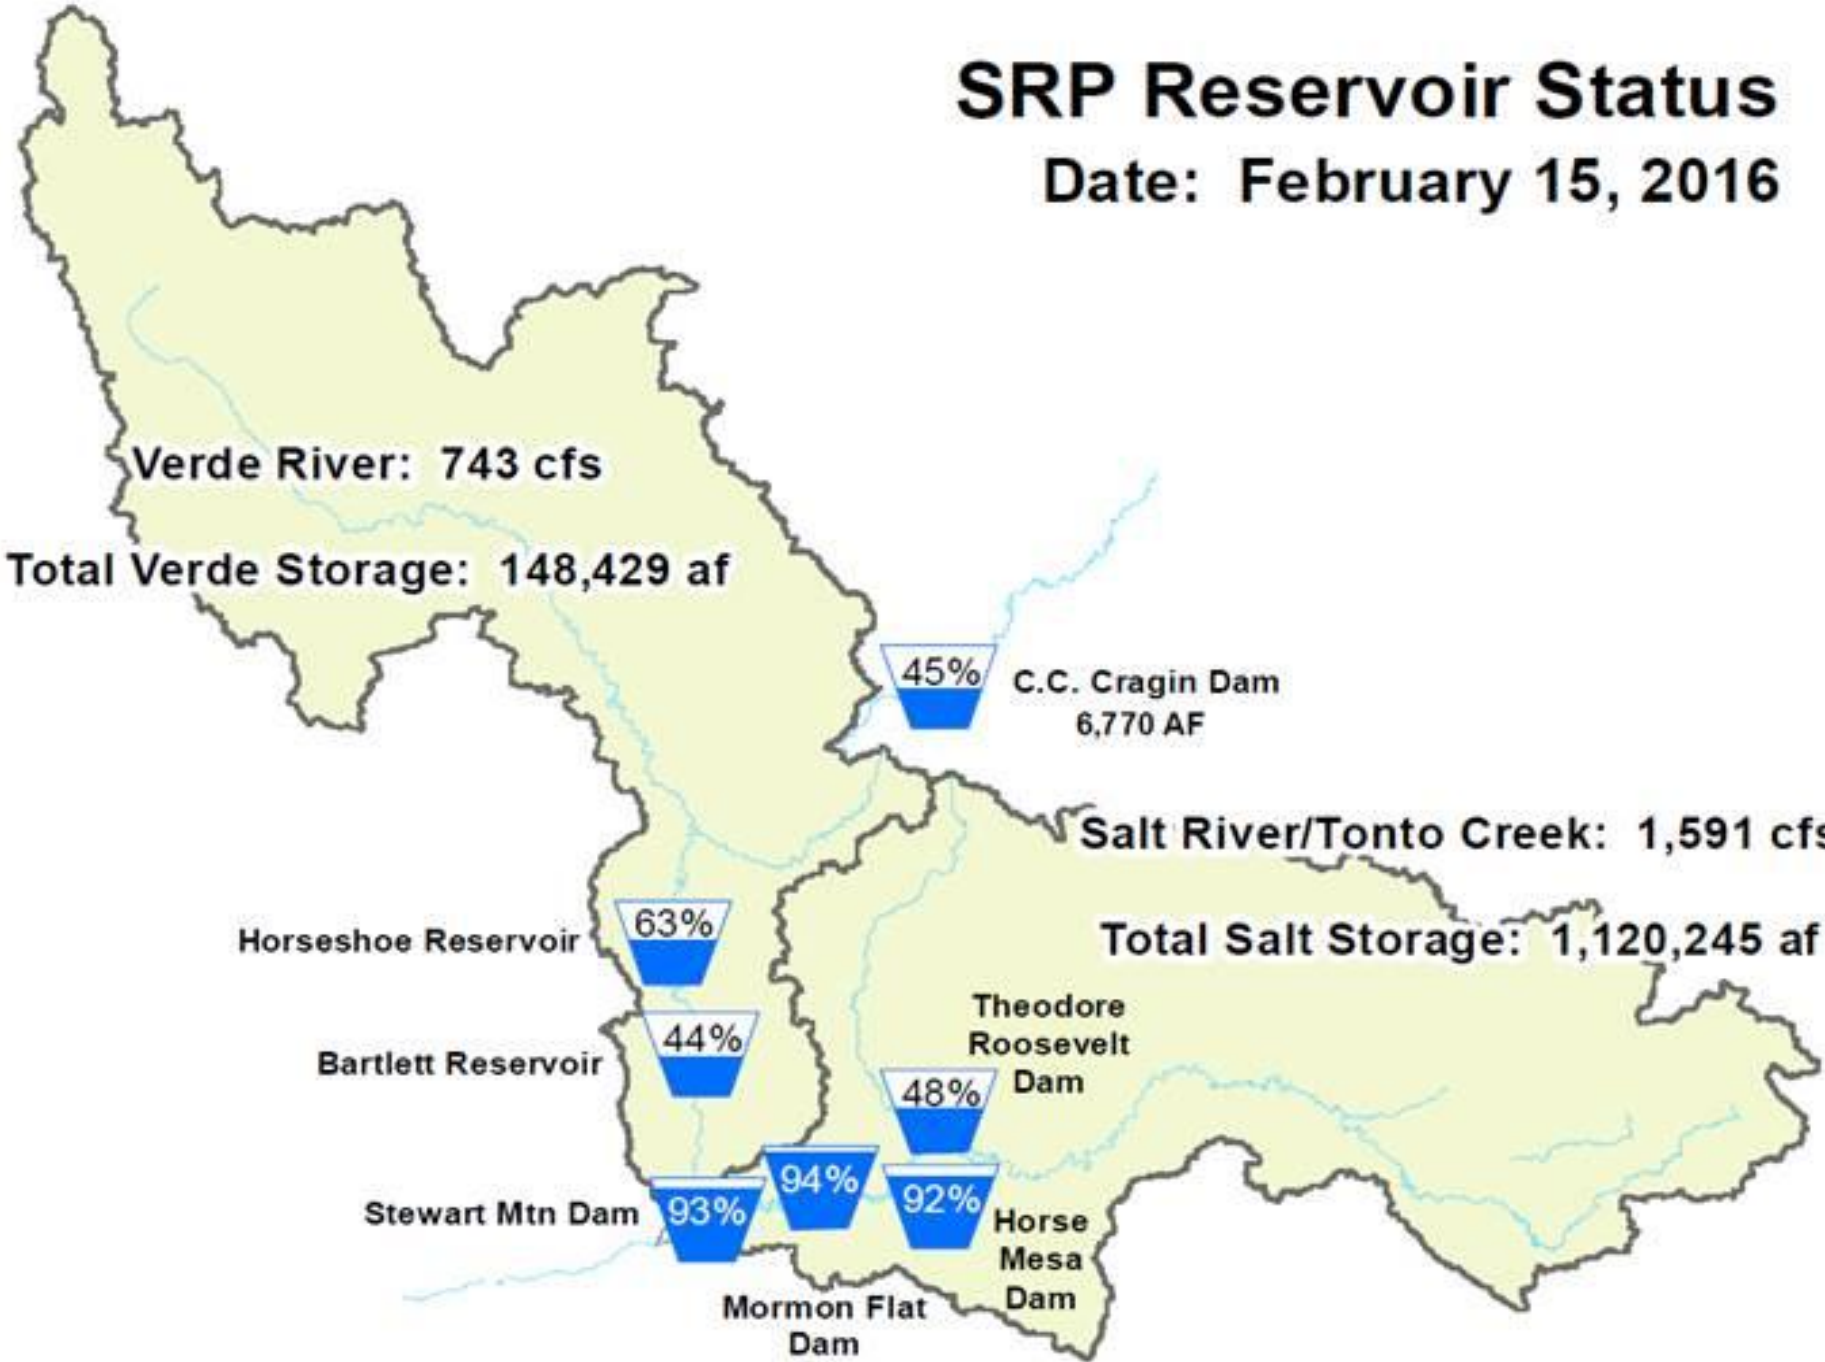 SRP Reservoir Status
Date: February 15, 2016
Verde River: 743 cfs
Total Verde Storage: 148,429 af
45%
C.C. Cragin Dam
6,770 AF
Salt River/Tonto Creek: 1,591 cfs
Total Salt Storage: 1,120,245 af
63%
Horseshoe Reservoir
44%
Bartlett Reservoir
Theodore
Roosevelt
Dam
48%
94%
92%
93%
Stewart Mtn Dam
Horse
Mesa
Dam
Mormon Flat
Dam